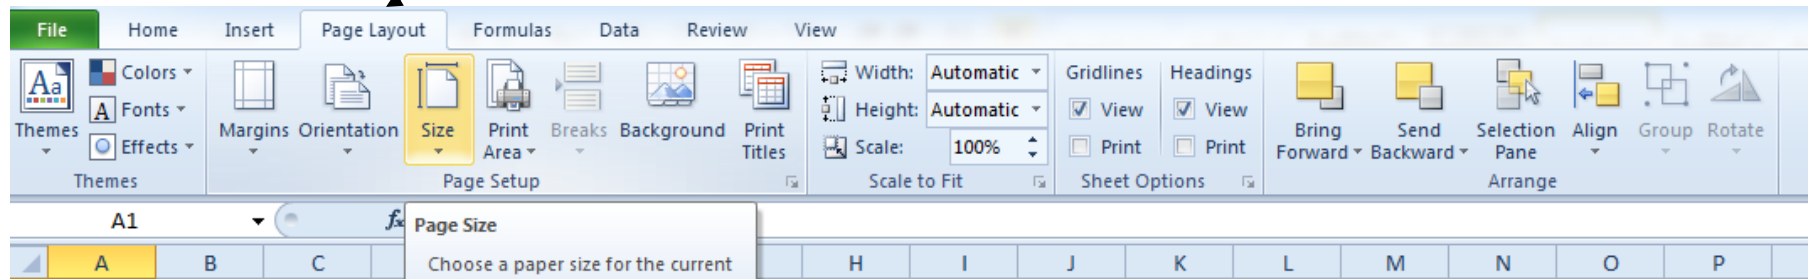 File Home Insert Page Layout Formulas Data Review View
Aa Colors Width: Automatic Gridlines Headings
A Fonts Height: Automatic View View
Themes Margins Orientation Size Print Breaks Background Print Bring Send Selection Align Group Rotate
Effects Area Titles Scale: 100% Print Print Forward Backward Pane
Themes Page Setup Scale to Fit Sheet Options Arrange
A1 fx Page Size
A B C Choose a paper size for the current H I J K L M N O P